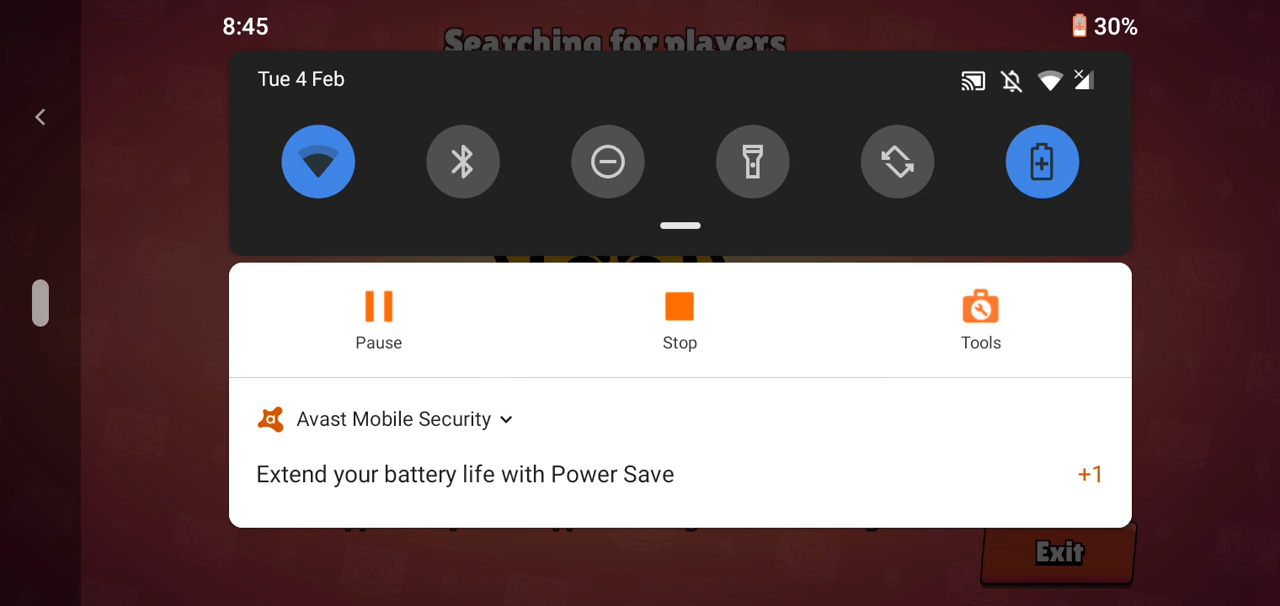 8:45
30%
Searching for players
Tue 4 Feb
Pause
Stop
Tools
Avast Mobile Security
Extend your battery life with Power Save
+1
Exit